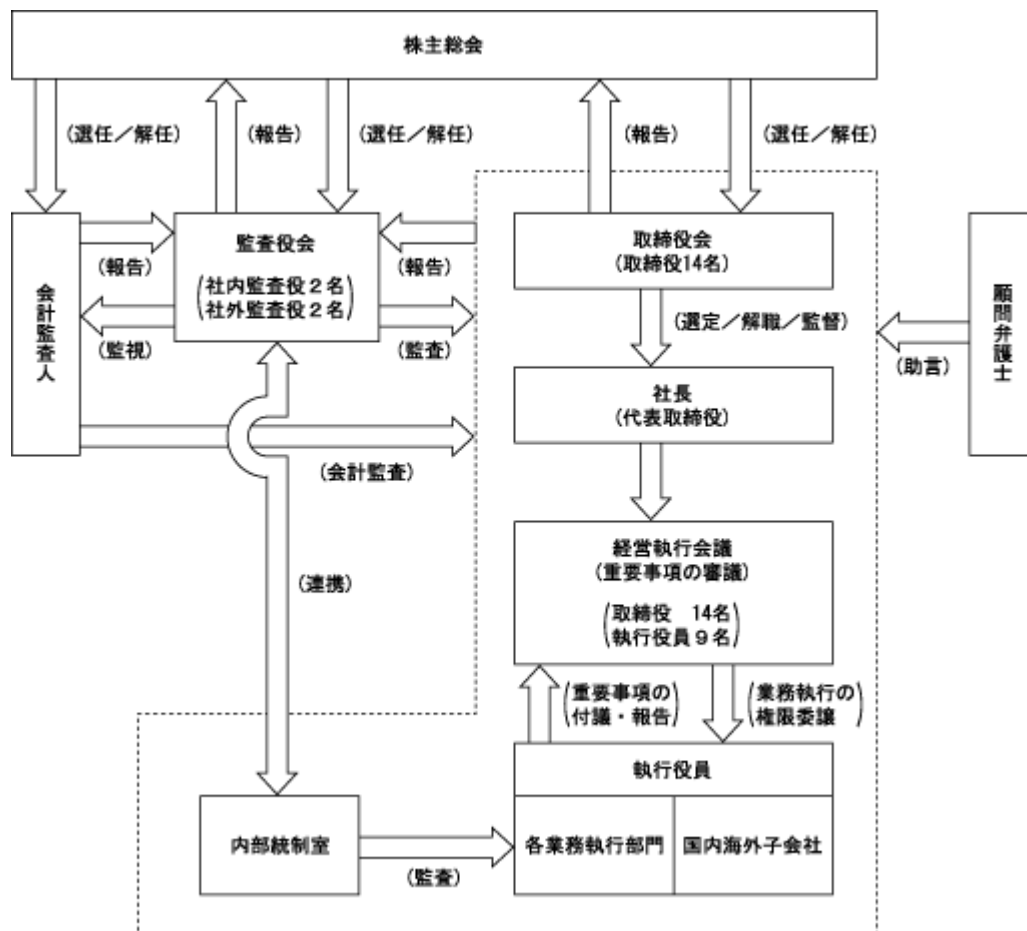 株主総会
(選任／解任)
(報告)
(選任／解任)
(報告)
(選任／解任)
会計監査人
(報告)
監査役会
(社内監査役２名)
(社外監査役２名)
(報告)
(監視)
(監査)
取締役会
(取締役14名)
(選定／解職／監督)
顧問弁護士
(助言)
社長
(代表取締役)
(会計監査)
経営執行会議
(重要事項の審議)
(取締役　14名)
(執行役員９名)
(連携)
(重要事項の
付議・報告)
(業務執行の
権限委譲)
執行役員
内部統制室
(監査)
各業務執行部門
国内海外子会社